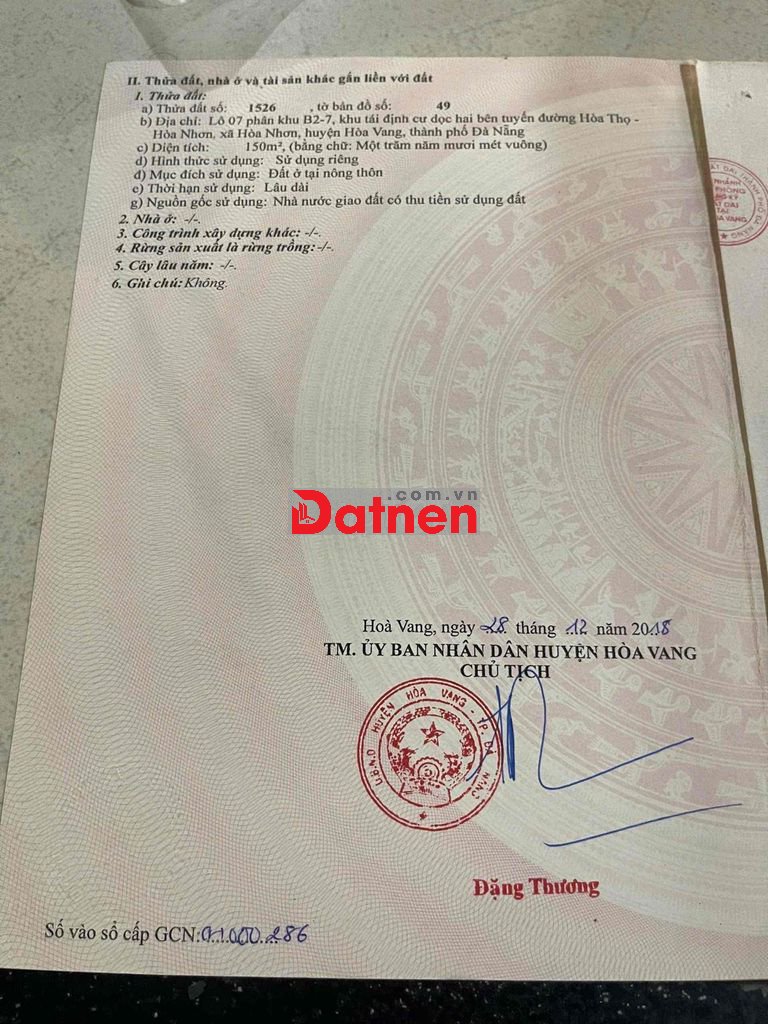 II. Thửa đất, nhà ở và tài sản khác gắn liền với đất
1. Thửa đất:
a) Thửa đất số: 1526 , tờ bản đồ số: 49
b) Địa chỉ: Lô 07 phân khu B2-7, khu tái định cư dọc hai bên tuyến đường Hòa Thọ -
Hòa Nhơn, xã Hòa Nhơn, huyện Hòa Vang, thành phố Đà Nẵng
c) Diện tích: 150m², (bằng chữ: Một trăm năm mươi mét vuông)
d) Hình thức sử dụng: Sử dụng riêng
đ) Mục đích sử dụng: Đất ở tại nông thôn
e) Thời hạn sử dụng: Lâu dài
g) Nguồn gốc sử dụng: Nhà nước giao đất có thu tiền sử dụng đất
2. Nhà ở: -/-.
3. Công trình xây dựng khác: -/-.
4. Rừng sản xuất là rừng trồng: -/-.
5. Cây lâu năm: -/-.
6. Ghi chú: Không.
.com.vn
Datnen
Hoà Vang, ngày 28 tháng 12 năm 2018
TM. ỦY BAN NHÂN DÂN HUYỆN HÒA VANG
CHỦ TỊCH
U.B.N.D HUYỆN HÒA VANG - TP. ĐÀ NẴNG
Đặng Thương
Số vào sổ cấp GCN: